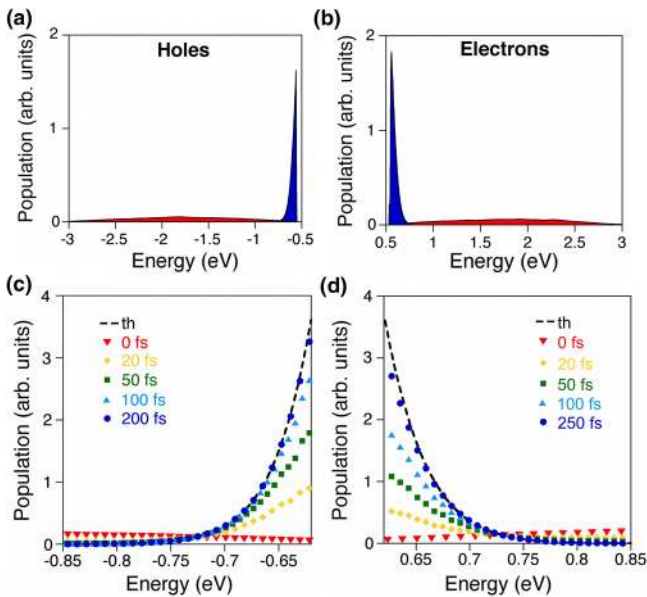 (a)
Holes
Population (arb. units)
2
1
0
-3 -2.5 -2 -1.5 -1 -0.5
Energy (eV)
(b)
Electrons
Population (arb. units)
2
1
0
0.5 1 1.5 2 2.5 3
Energy (eV)
(c)
Population (arb. units)
4
3
2
1
0
th
0 fs
20 fs
50 fs
100 fs
200 fs
-0.85 -0.8 -0.75 -0.7 -0.65
Energy (eV)
(d)
Population (arb. units)
4
3
2
1
0
th
0 fs
20 fs
50 fs
100 fs
250 fs
0.65 0.7 0.75 0.8 0.85
Energy (eV)